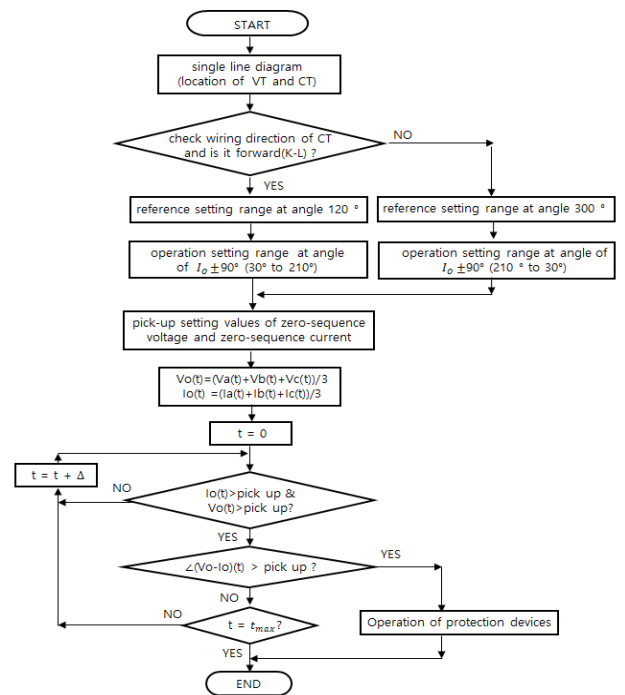 START
single line diagram
(location of VT and CT)
check wiring direction of CT
and is it forward(K-L) ?
NO
YES
reference setting range at angle 120 °
reference setting range at angle 300 °
operation setting range at angle
of I₀ ±90° (30° to 210°)
operation setting range at angle of
I₀ ±90° (210 ° to 30°)
pick-up setting values of zero-sequence
voltage and zero-sequence current
Vo(t)=(Va(t)+Vb(t)+Vc(t))/3
Io(t) =(Ia(t)+Ib(t)+Ic(t))/3
t = 0
t = t + Δ
NO
Io(t)>pick up &
Vo(t)>pick up?
YES
∠(Vo-Io)(t) > pick up ?
YES
NO
NO
t = tmax?
Operation of protection devices
YES
END